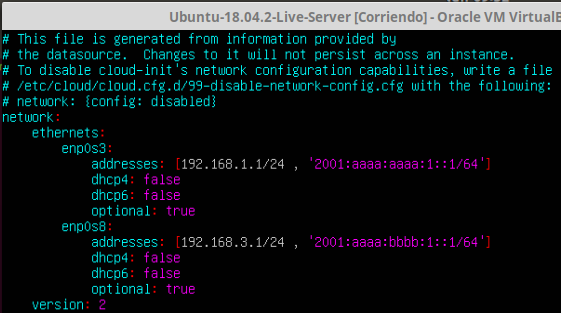 Ubuntu-18.04.2-Live-Server [Corriendo] - Oracle VM VirtualB
# This file is generated from information provided by
# the datasource.  Changes to it will not persist across an instance.
# To disable cloud-init's network configuration capabilities, write a file
# /etc/cloud/cloud.cfg.d/99-disable-network-config.cfg with the following:
# network: {config: disabled}
network:
    ethernets:
        enp0s3:
            addresses: [192.168.1.1/24 , '2001:aaaa:aaaa:1::1/64']
            dhcp4: false
            dhcp6: false
            optional: true
        enp0s8:
            addresses: [192.168.3.1/24 , '2001:aaaa:bbbb:1::1/64']
            dhcp4: false
            dhcp6: false
            optional: true
    version: 2